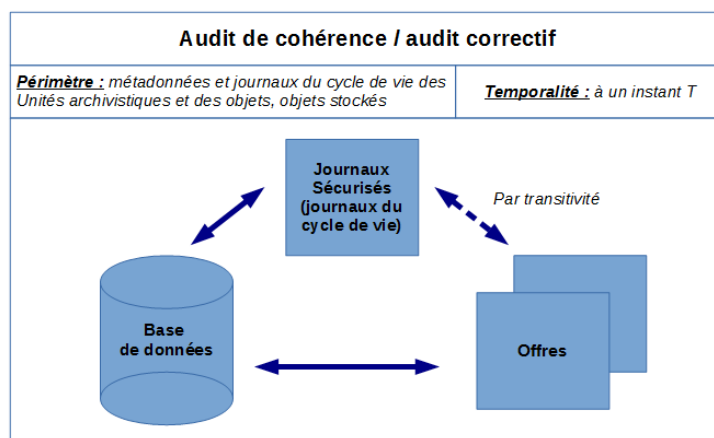 Audit de cohérence / audit correctif
Périmètre : métadonnées et journaux du cycle de vie des
Unités archivistiques et des objets, objets stockés
Temporalité : à un instant T
Journaux
Sécurisés
(journaux du
cycle de vie)
Par transitivité
Base
de données
Offres